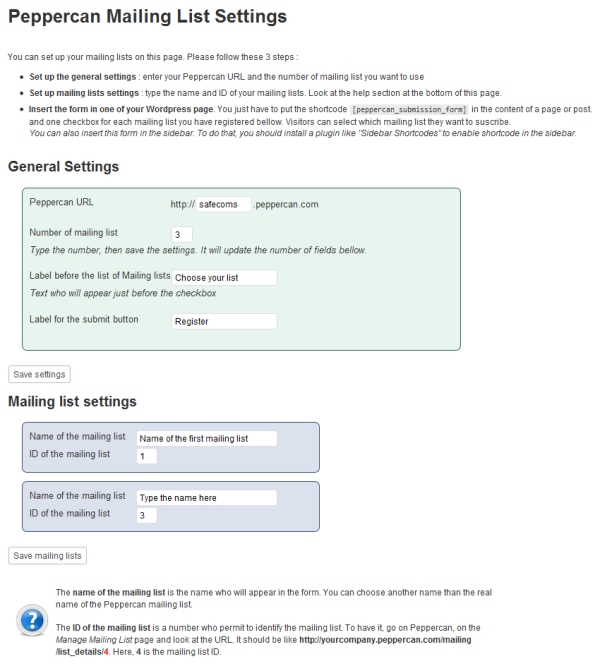 Peppercan Mailing List Settings
You can set up your mailing lists on this page. Please follow these 3 steps :
• Set up the general settings : enter your Peppercan URL and the number of mailing list you want to use
• Set up mailing lists settings : type the name and ID of your mailing lists. Look at the help section at the bottom of this page.
• Insert the form in one of your Wordpress page. You just have to put the shortcode [peppercan_submission_form] in the content of a page or post.
and one checkbox for each mailing list you have registered bellow. Visitors can select which mailing list they want to suscribe.
You can also insert this form in the sidebar. To do that, you should install a plugin like "Sidebar Shortcodes" to enable shortcode in the sidebar.
General Settings
Peppercan URL http:// safecoms .peppercan.com
Number of mailing list 3
Type the number, then save the settings. It will update the number of fields bellow.
Label before the list of Mailing lists Choose your list
Text who will appear just before the checkbox
Label for the submit button Register
Save settings
Mailing list settings
Name of the mailing list Name of the first mailing list
ID of the mailing list 1
Name of the mailing list Type the name here
ID of the mailing list 3
Save mailing lists
The name of the mailing list is the name who will appear in the form. You can choose another name than the real
name of the Peppercan mailing list.
The ID of the mailing list is a number who permit to identify the mailing list. To have it, go on Peppercan, on the
Manage Mailing List page and look at the URL. It should be like http://yourcompany.peppercan.com/mailing
/list_details/4. Here, 4 is the mailing list ID.